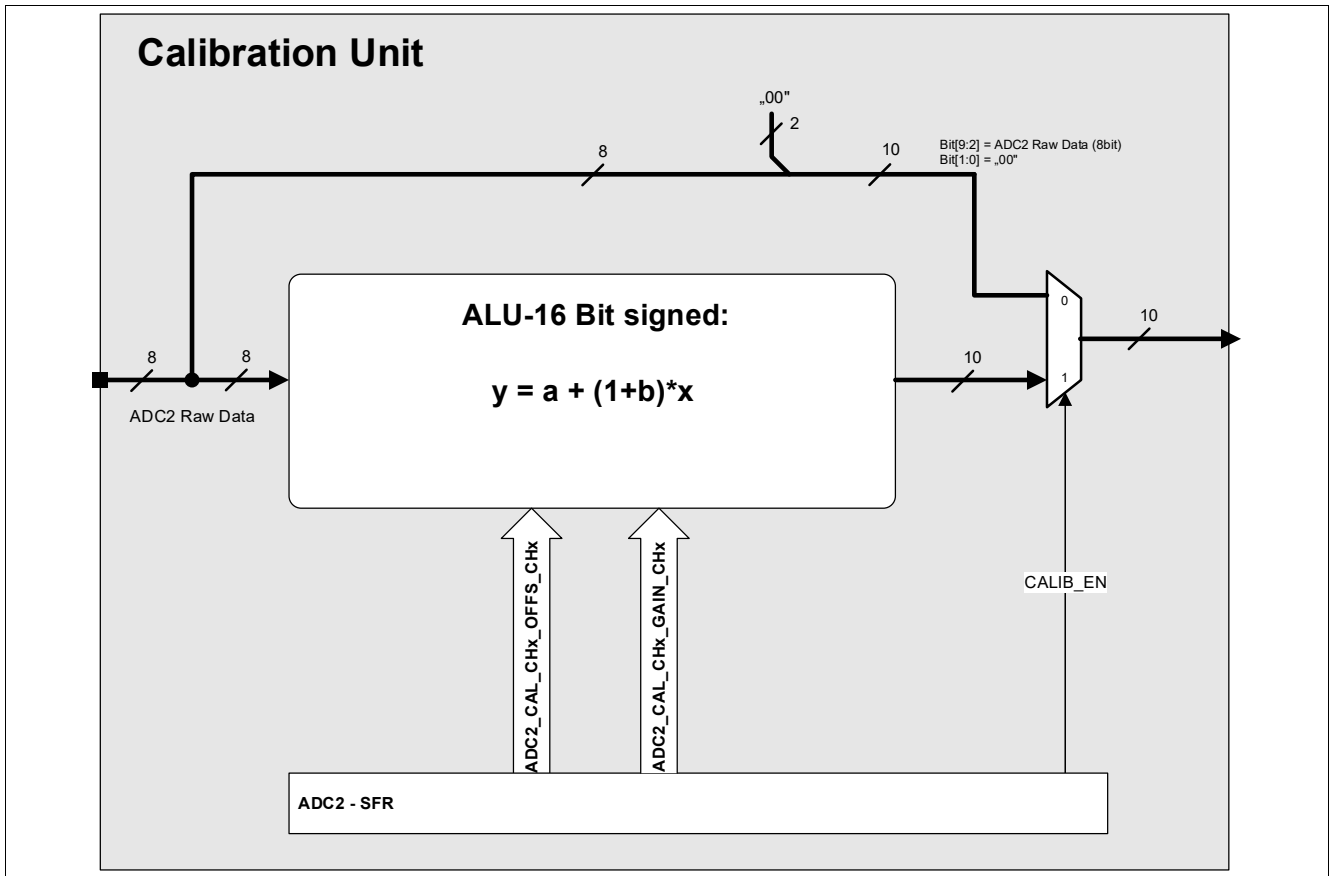 Calibration Unit
„00"
2
8
10
Bit[9:2] = ADC2 Raw Data (8bit)
Bit[1:0] = „00"
ALU-16 Bit signed:
y = a + (1+b)*x
0
10
8
8
10
1
ADC2 Raw Data
ADC2_CAL_CHx_OFFS_CHx
ADC2_CAL_CHx_GAIN_CHx
CALIB_EN
ADC2 - SFR